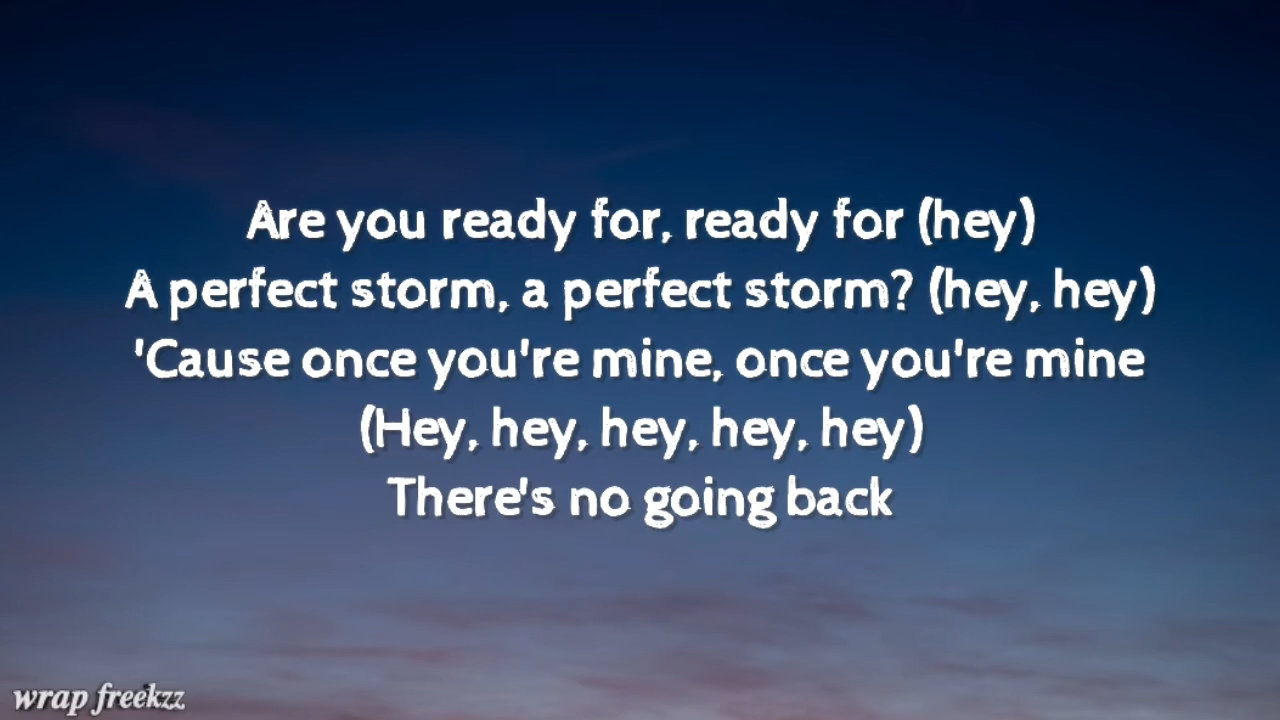 Are you ready for, ready for (hey)
A perfect storm, a perfect storm? (hey, hey)
'Cause once you're mine, once you're mine
(Hey, hey, hey, hey, hey)
There's no going back
wrap freekzz